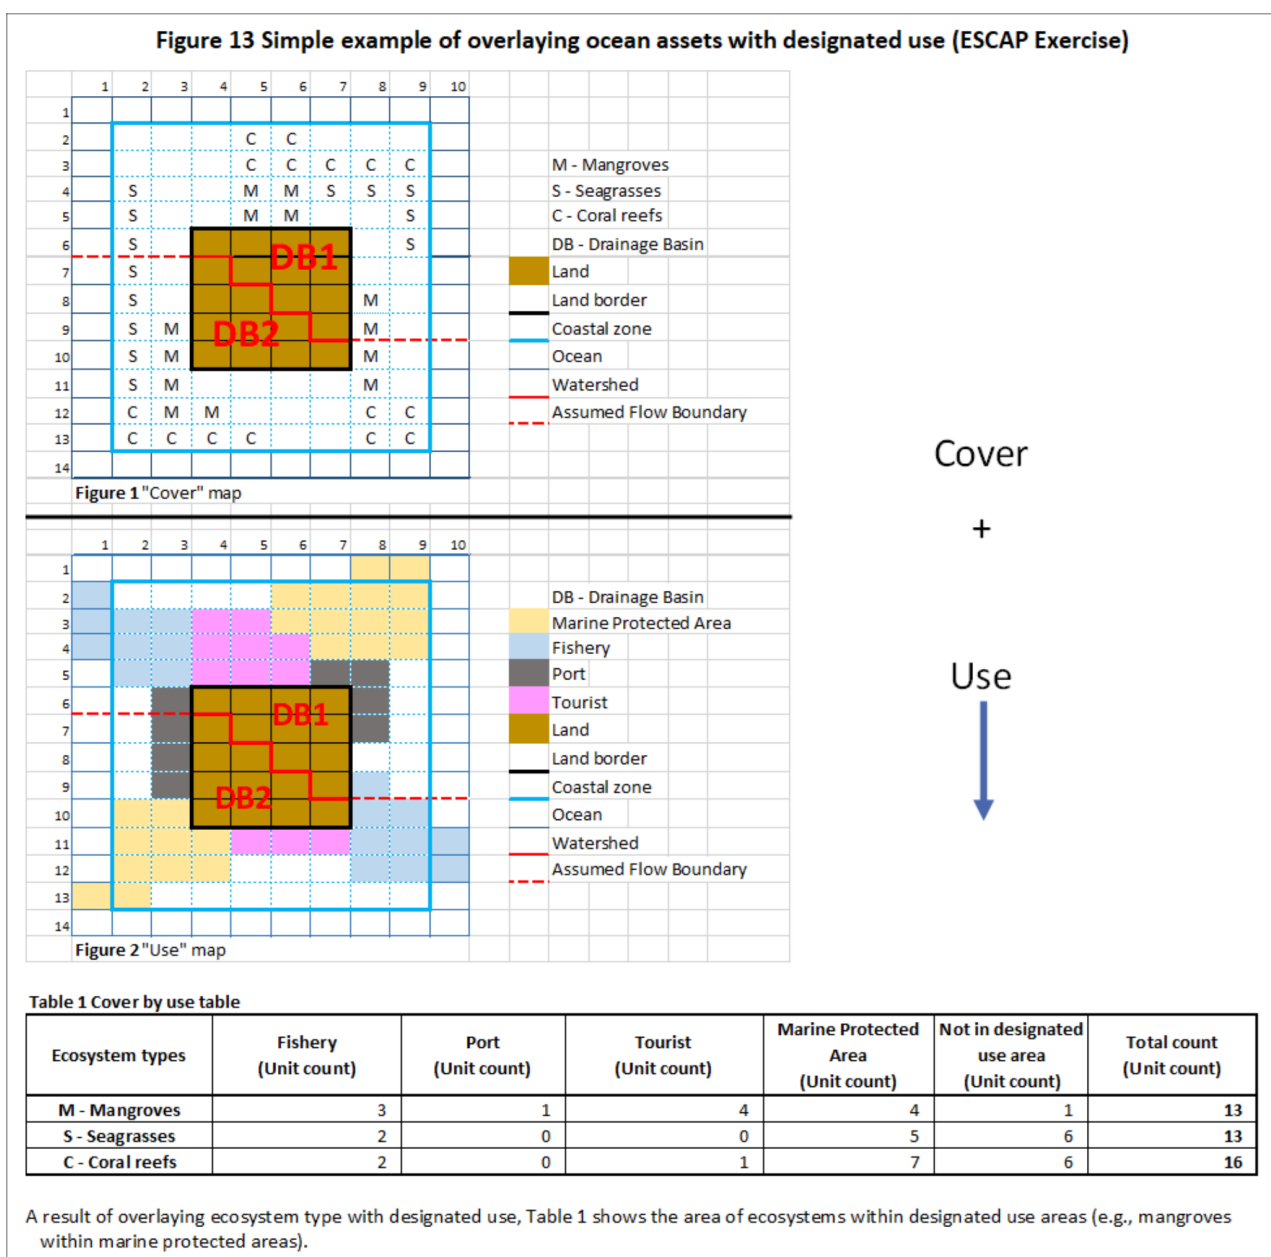 Figure 13 Simple example of overlaying ocean assets with designated use (ESCAP Exercise)
1 2 3 4 5 6 7 8 9 10
1
2 C C
3 C C C C C M - Mangroves
4 S M M S S S S - Seagrasses
5 S M M S C - Coral reefs
6 S DB1 S DB - Drainage Basin
7 S Land
8 S M Land border
9 S M DB2 M Coastal zone
10 S M M Ocean
11 S M M Watershed
12 C M M C C Assumed Flow Boundary
13 C C C C C C
14
Figure 1 "Cover" map
Cover
+
Use
1 2 3 4 5 6 7 8 9 10
1
2 DB - Drainage Basin
3 Marine Protected Area
4 Fishery
5 Port
6 DB1 Tourist
7 Land
8 Land border
9 DB2 Coastal zone
10 Ocean
11 Watershed
12 Assumed Flow Boundary
13
14
Figure 2 "Use" map
Table 1 Cover by use table
Ecosystem types Fishery (Unit count) Port (Unit count) Tourist (Unit count) Marine Protected Area (Unit count) Not in designated use area (Unit count) Total count (Unit count)
M - Mangroves 3 1 4 4 1 13
S - Seagrasses 2 0 0 5 6 13
C - Coral reefs 2 0 1 7 6 16
A result of overlaying ecosystem type with designated use, Table 1 shows the area of ecosystems within designated use areas (e.g., mangroves
within marine protected areas).